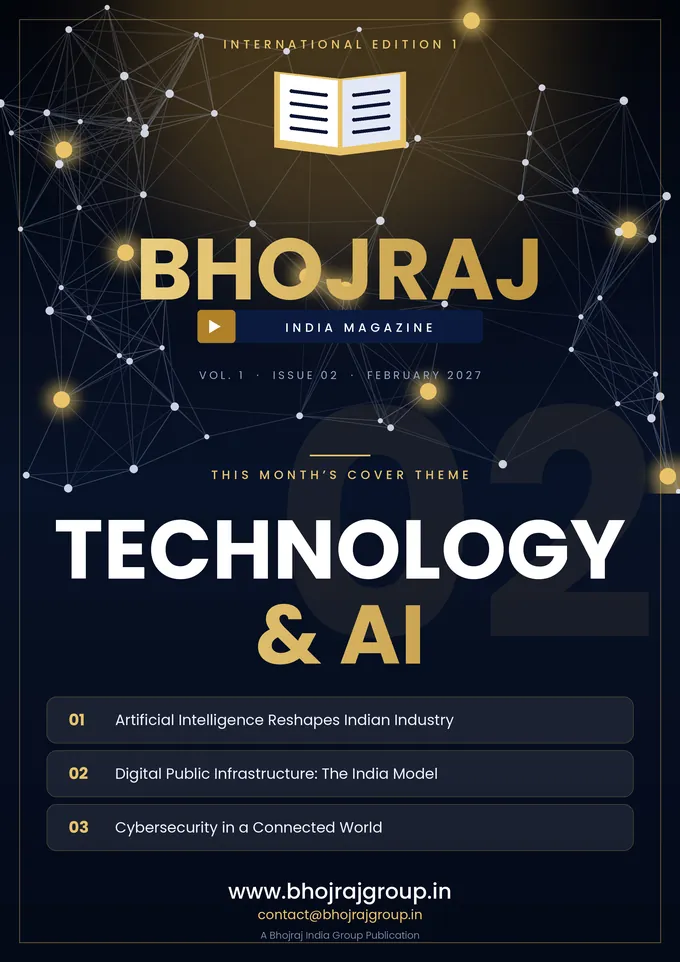 INTERNATIONAL EDITION 1
BHOJRAJ
INDIA MAGAZINE
VOL. 1 · ISSUE 02 · FEBRUARY 2027
02
THIS MONTH’S COVER THEME
TECHNOLOGY
& AI
01 Artificial Intelligence Reshapes Indian Industry
02 Digital Public Infrastructure: The India Model
03 Cybersecurity in a Connected World
www.bhojrajgroup.in
contact@bhojrajgroup.in
A Bhojraj India Group Publication